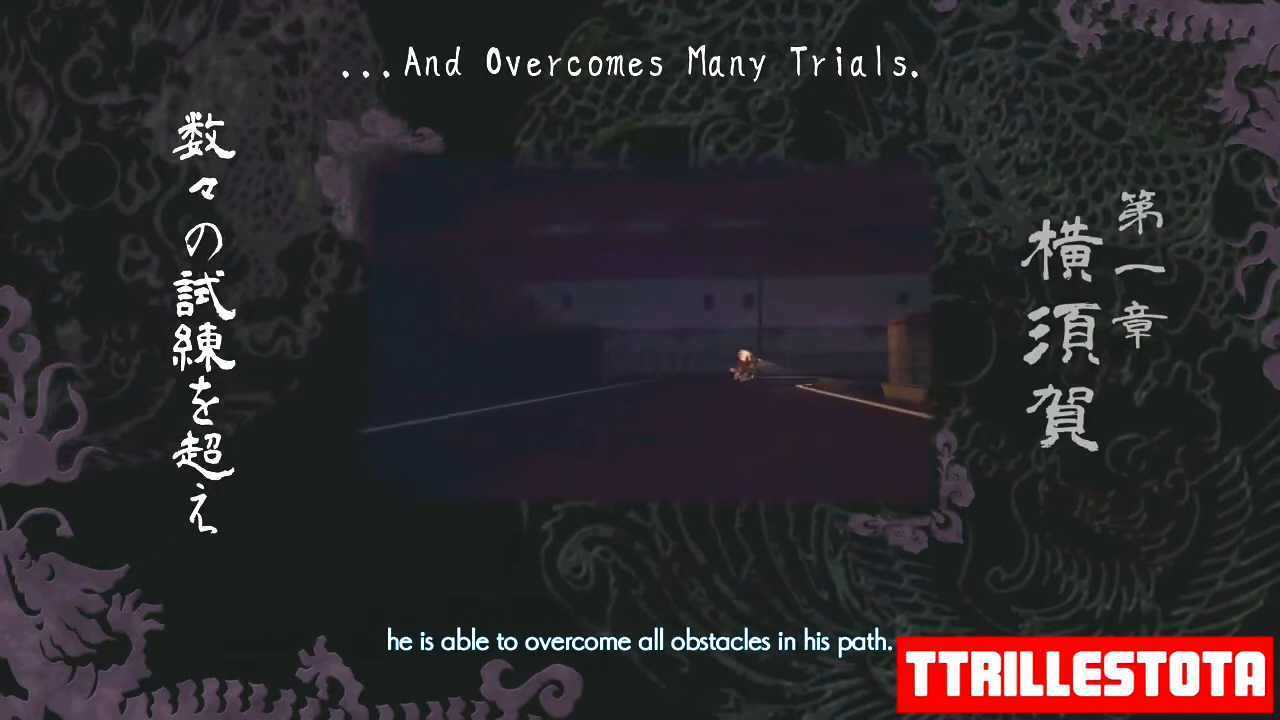 ...And Overcomes Many Trials.
第一章
横須賀
数々の試練を超え
he is able to overcome all obstacles in his path.
TTRILLESTOTA